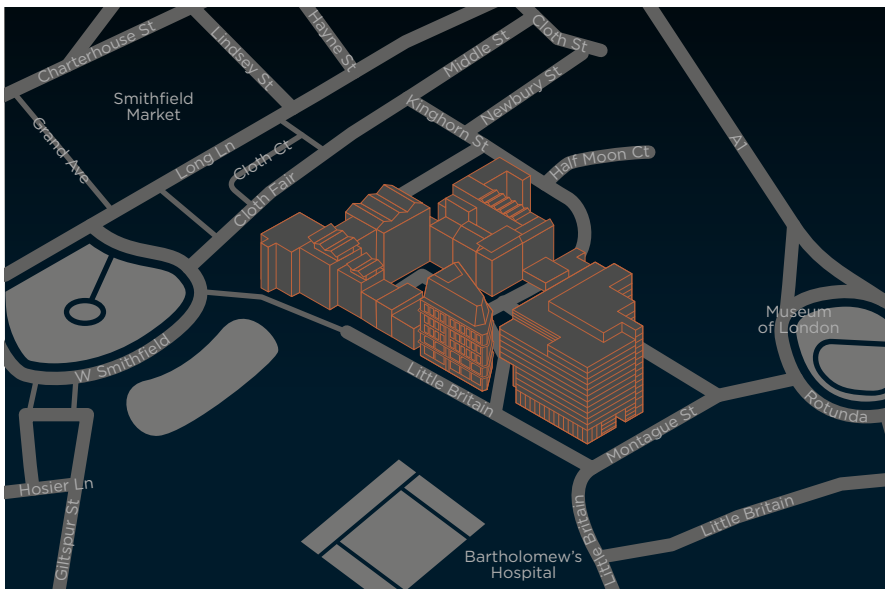 Charterhouse St
Lindsey St
Hayne St
Cloth St
Middle St
Newbury St
Smithfield
Market
Grand Ave
Long Ln
Cloth Ct
Cloth Fair
Kinghorn St
Half Moon Ct
A1
Museum
of London
W Smithfield
Little Britain
Rotunda
Montague St
Hosier Ln
Giltspur St
Little Britain
Little Britain
Bartholomew's
Hospital